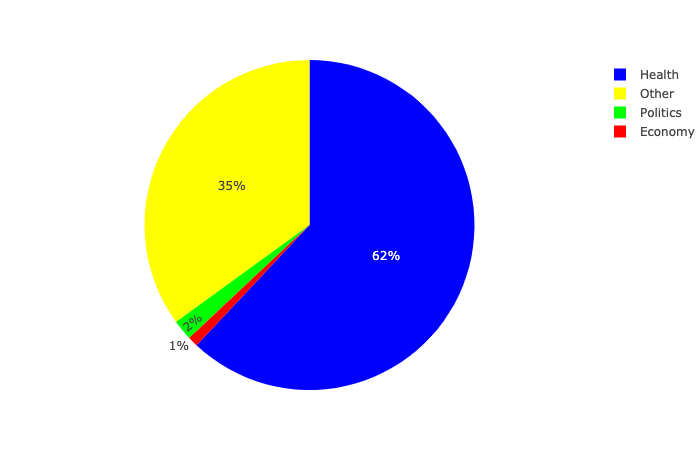 Health
Other
Politics
Economy
35%
62%
2%
1%